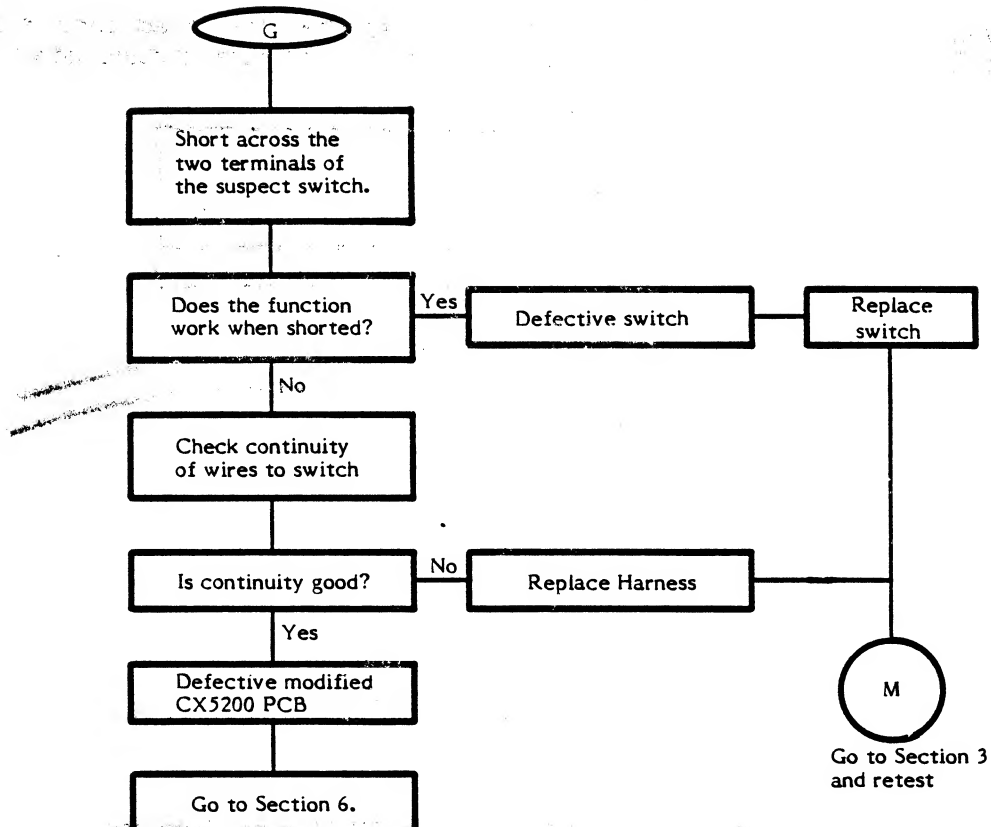 G
Short across the
two terminals of
the suspect switch.
Does the function
work when shorted?
Yes
Defective switch
Replace
switch
No
Check continuity
of wires to switch
Is continuity good?
No
Replace Harness
Yes
Defective modified
CX5200 PCB
M
Go to Section 3
and retest
Go to Section 6.